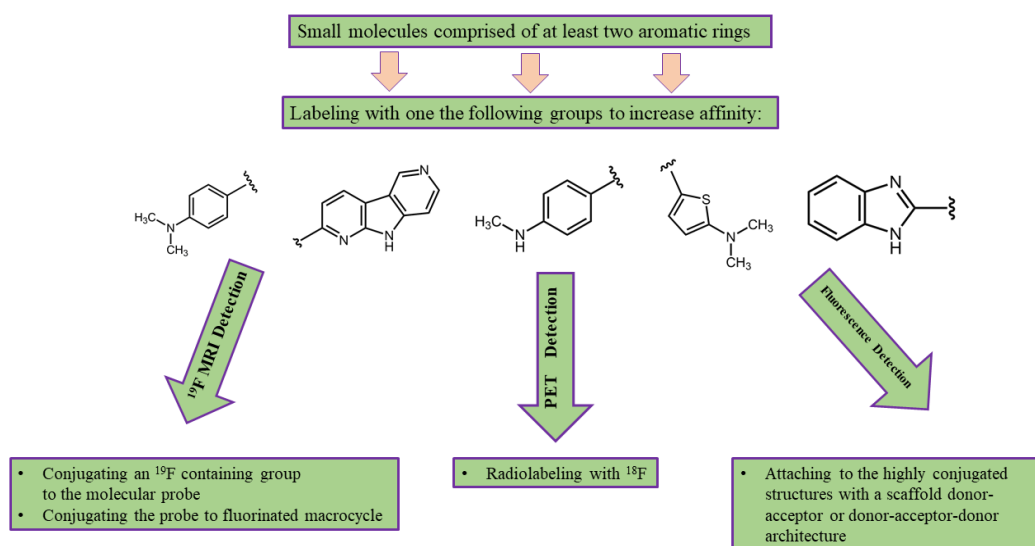 Small molecules comprised of at least two aromatic rings
Labeling with one the following groups to increase affinity:
H₃C
N
CH₃
N
N
H
N
H₃C
N
H
S
N
CH₃
CH₃
N
NH
¹⁹F MRI Detection
PET Detection
Fluorescence Detection
• Conjugating an ¹⁹F containing group
to the molecular probe
• Conjugating the probe to fluorinated macrocycle
• Radiolabeling with ¹⁸F
• Attaching to the highly conjugated
structures with a scaffold donor-
acceptor or donor-acceptor-donor
architecture